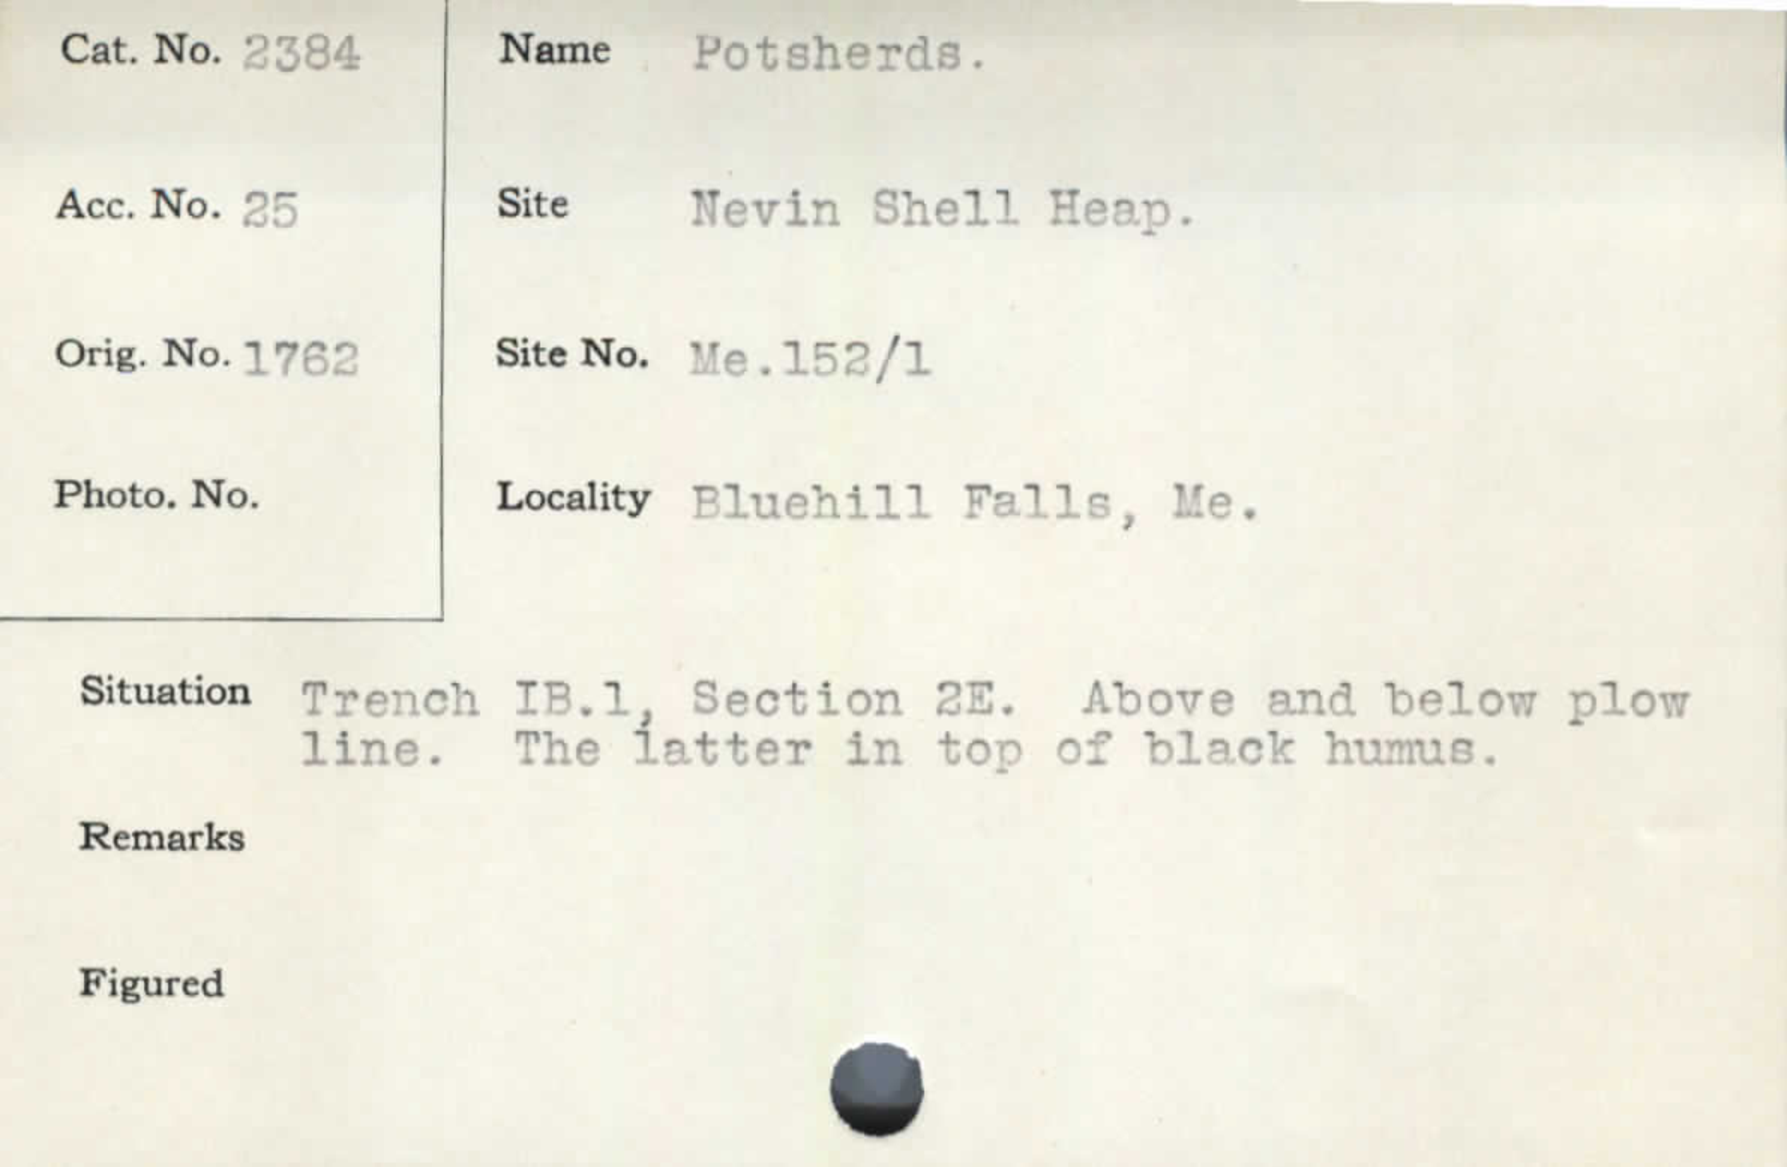 Cat. No. 2384
Name Potsherds.
Acc. No. 25
Site Nevin Shell Heap.
Orig. No. 1762
Site No. Me.152/1
Photo. No.
Locality Bluehill Falls, Me.
Situation Trench IB.1, Section 2E. Above and below plow
line. The latter in top of black humus.
Remarks
Figured